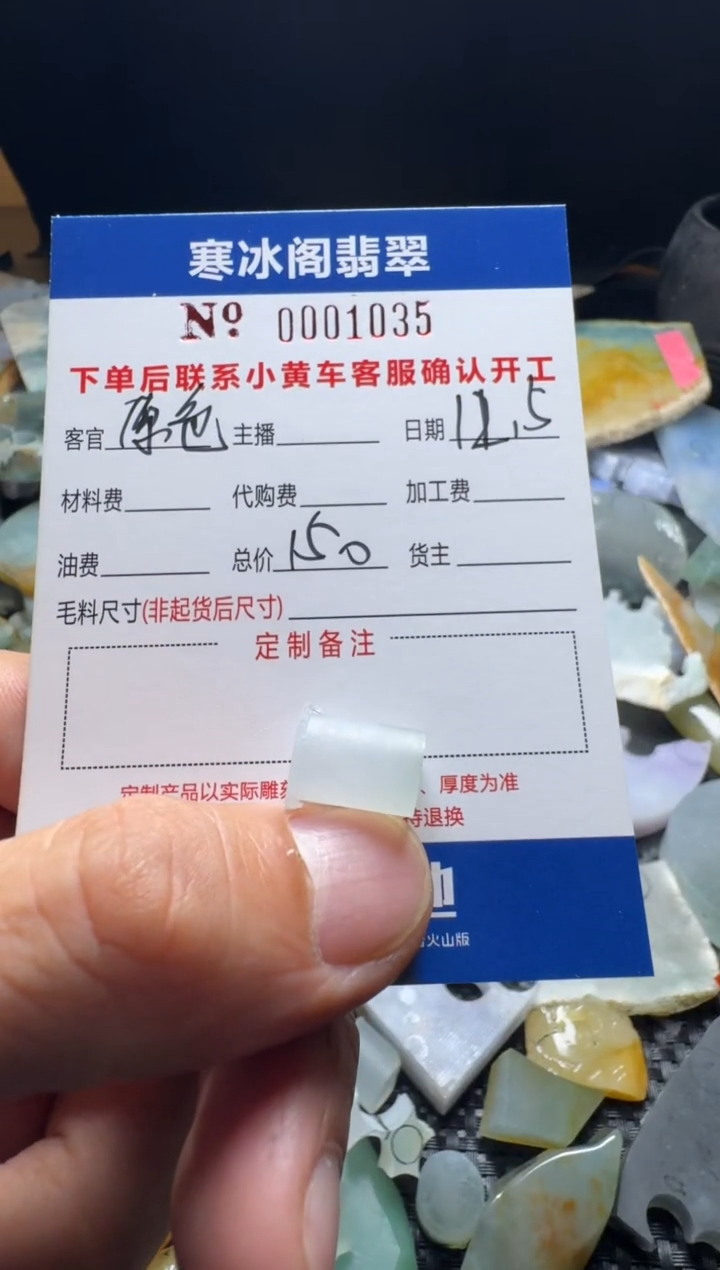 寒冰阁翡翠
Nº 0001035
下单后联系小黄车客服确认开工
客官 原色 主播 日期 12.5
材料费 代购费 加工费
油费 总价 150 货主
毛料尺寸(非起货后尺寸)
定制备注
定制产品以实际雕 、厚度为准
退换
火山版